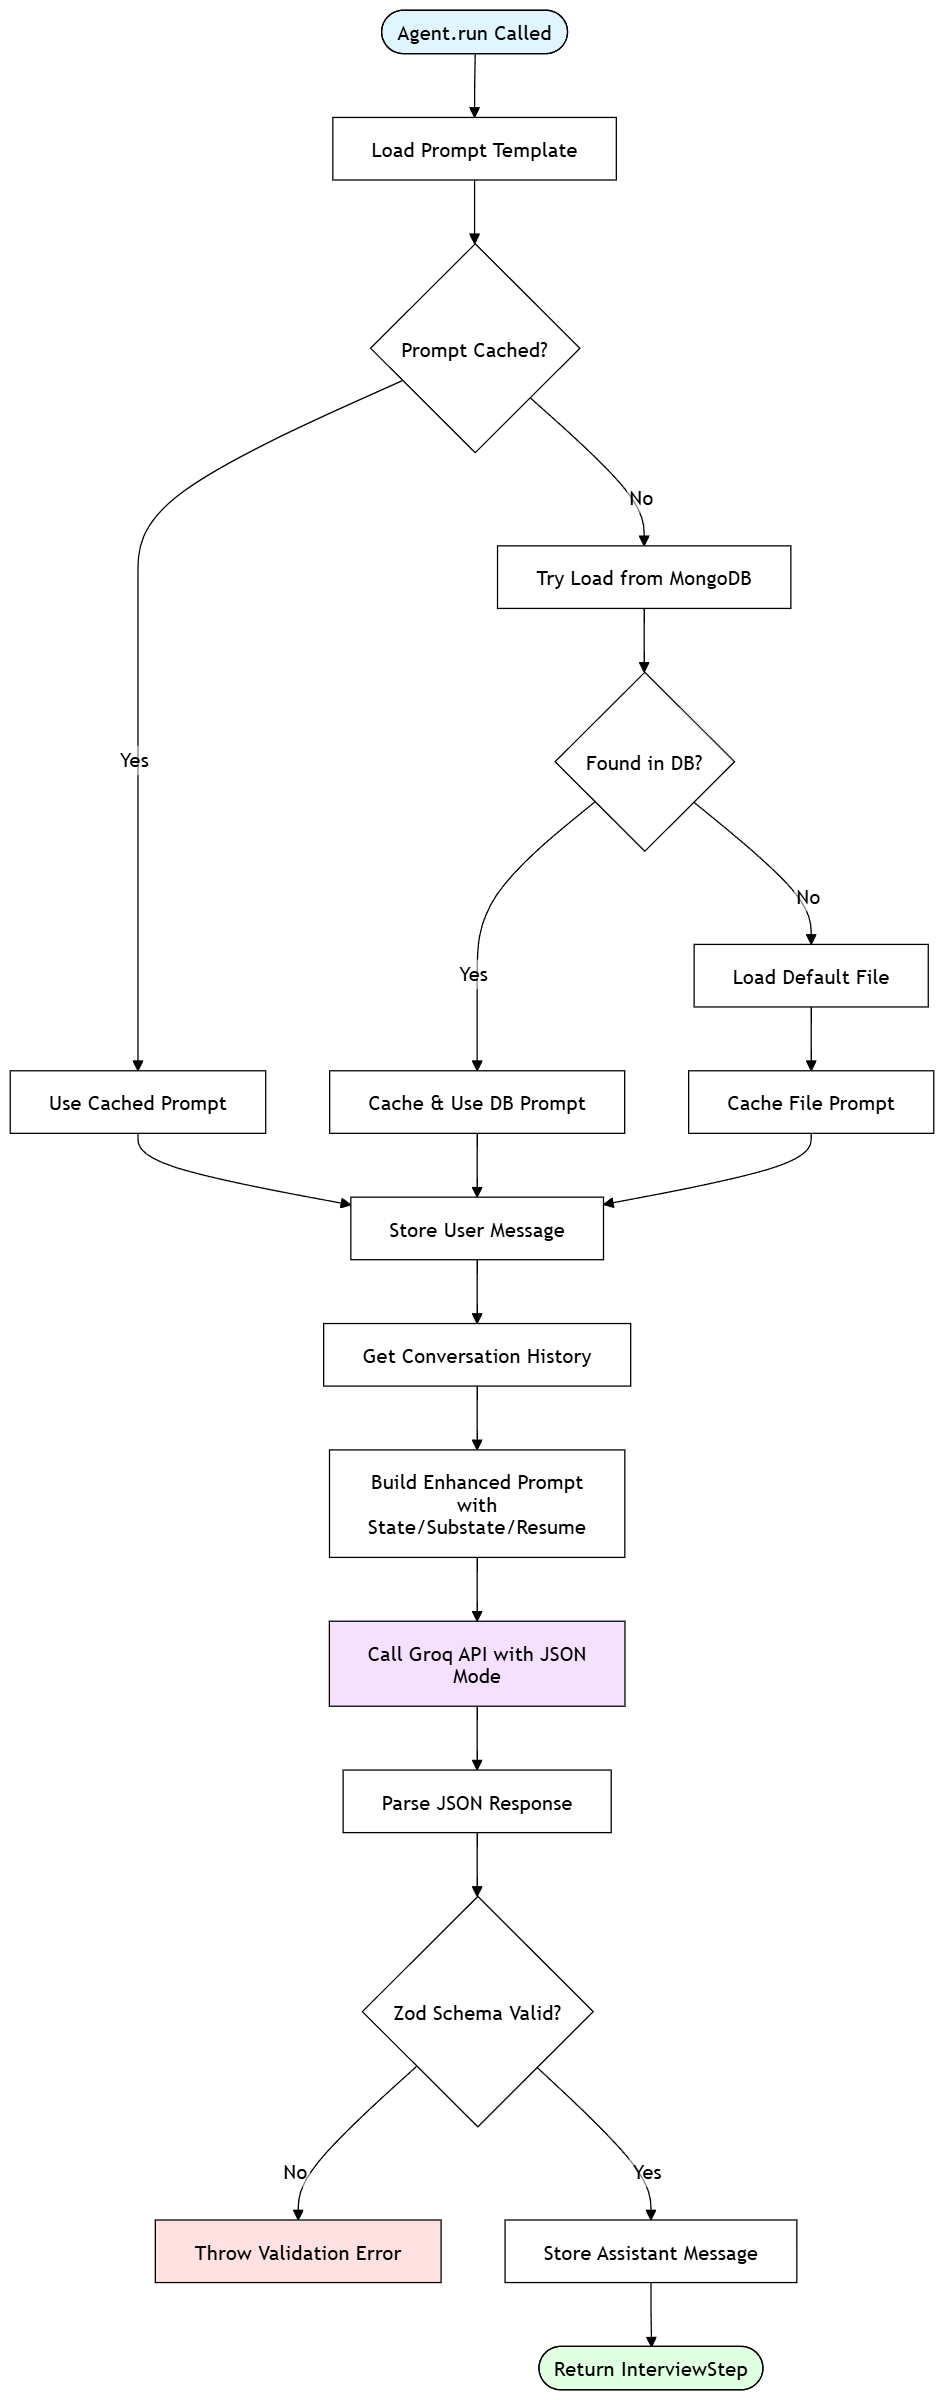 Agent.run Called
Load Prompt Template
Prompt Cached?
No
Try Load from MongoDB
Yes
Found in DB?
No
Yes
Load Default File
Use Cached Prompt
Cache & Use DB Prompt
Cache File Prompt
Store User Message
Get Conversation History
Build Enhanced Prompt
with
State/Substate/Resume
Call Groq API with JSON
Mode
Parse JSON Response
Zod Schema Valid?
No
Yes
Throw Validation Error
Store Assistant Message
Return InterviewStep